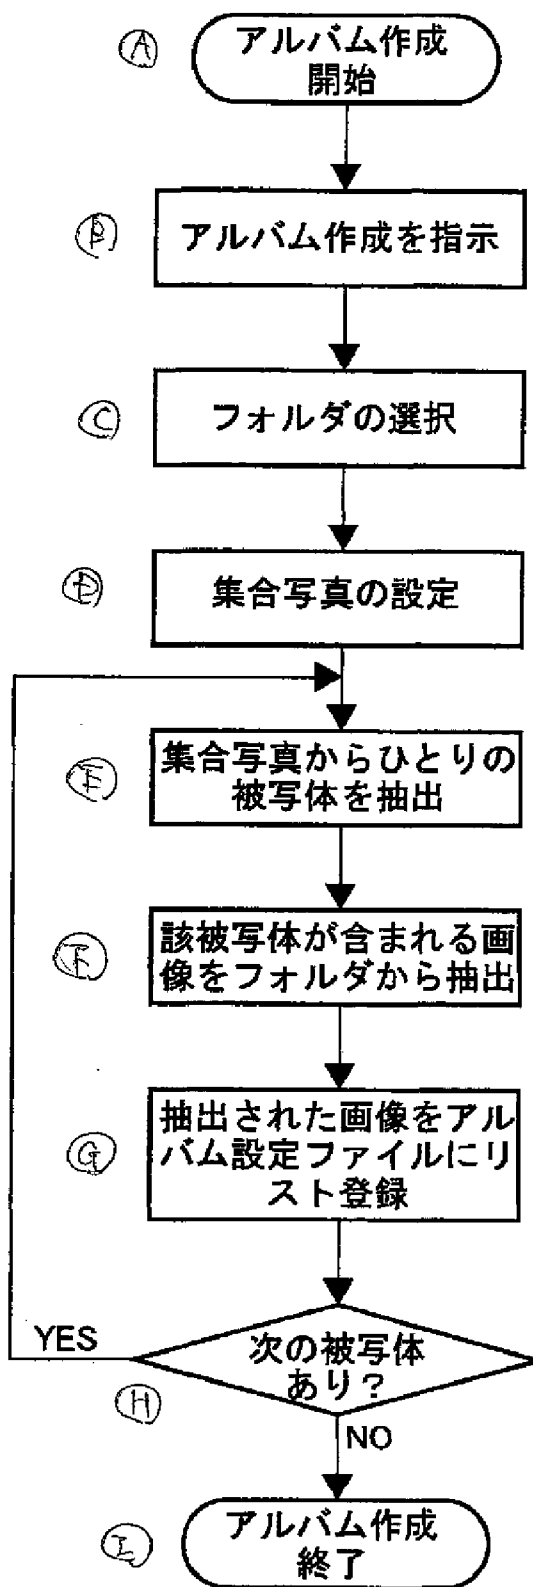 Ⓐ
アルバム作成
開始
Ⓑ
アルバム作成を指示
Ⓒ
フォルダの選択
Ⓓ
集合写真の設定
Ⓔ
集合写真からひとりの
被写体を抽出
Ⓕ
該被写体が含まれる画
像をフォルダから抽出
Ⓖ
抽出された画像をアル
バム設定ファイルにリ
スト登録
YES
次の被写体
あり？
Ⓗ
NO
Ⓘ
アルバム作成
終了